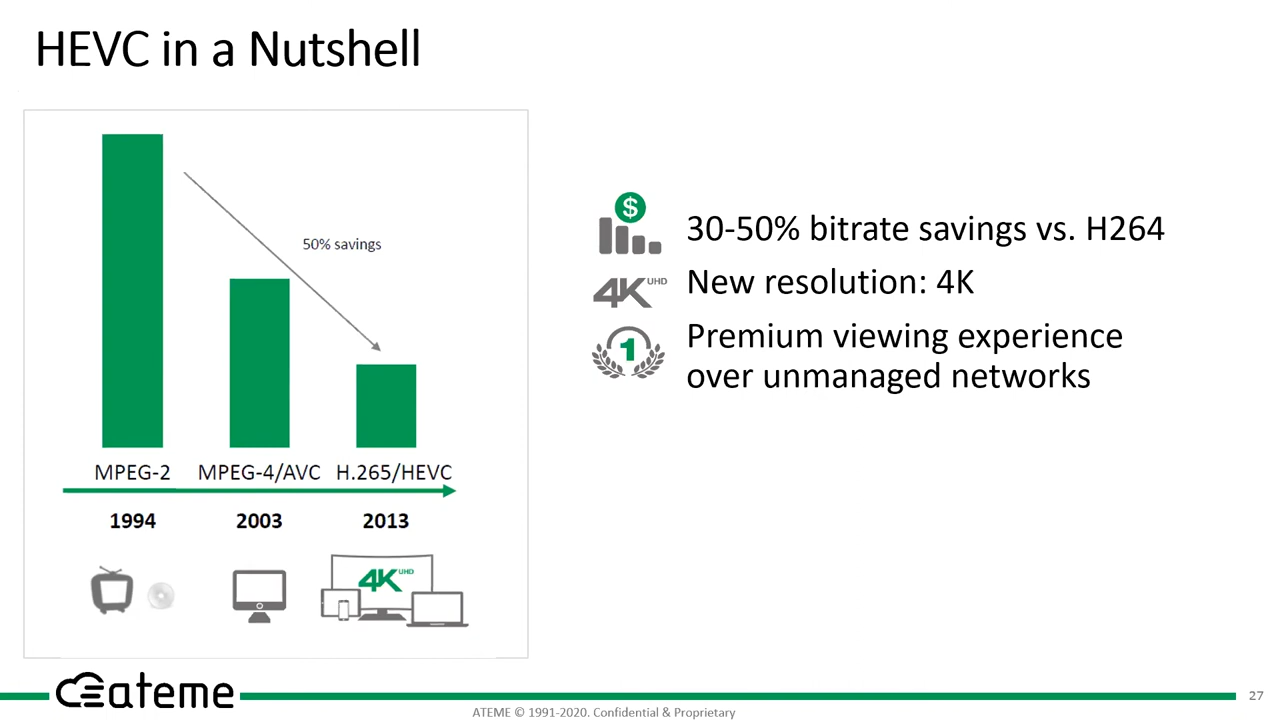 HEVC in a Nutshell
50% savings
MPEG-2 MPEG-4/AVC H.265/HEVC
1994 2003 2013
4K UHD
$
30-50% bitrate savings vs. H264
4K UHD
New resolution: 4K
1
Premium viewing experience
over unmanaged networks
ateme
27
ATEME © 1991-2020. Confidential & Proprietary